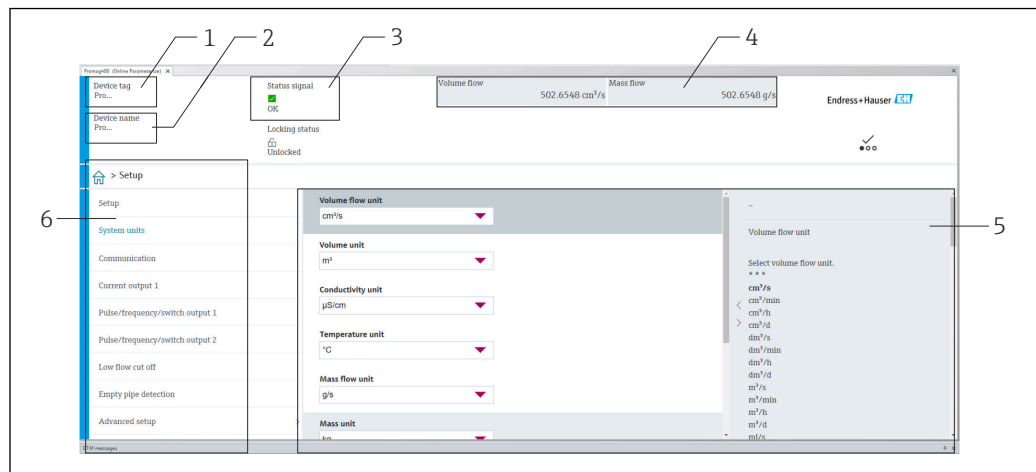 1 2 3 4
Promag400 (Online Parameterize) ×
Device tag
Pro...
Status signal
OK
Volume flow
502.6548 cm³/s
Mass flow
502.6548 g/s
Endress+Hauser EH
Device name
Pro...
Locking status
Unlocked
> Setup
6
5
Setup
System units
Communication
Current output 1
Pulse/frequency/switch output 1
Pulse/frequency/switch output 2
Low flow cut off
Empty pipe detection
Advanced setup >
Volume flow unit
cm³/s
Volume unit
m³
Conductivity unit
µS/cm
Temperature unit
°C
Mass flow unit
g/s
Mass unit
kg
..
Volume flow unit
Select volume flow unit.
* * *
cm³/s
cm³/min
cm³/h
cm³/d
dm³/s
dm³/min
dm³/h
dm³/d
m³/s
m³/min
m³/h
m³/d
ml/s
DTM messages